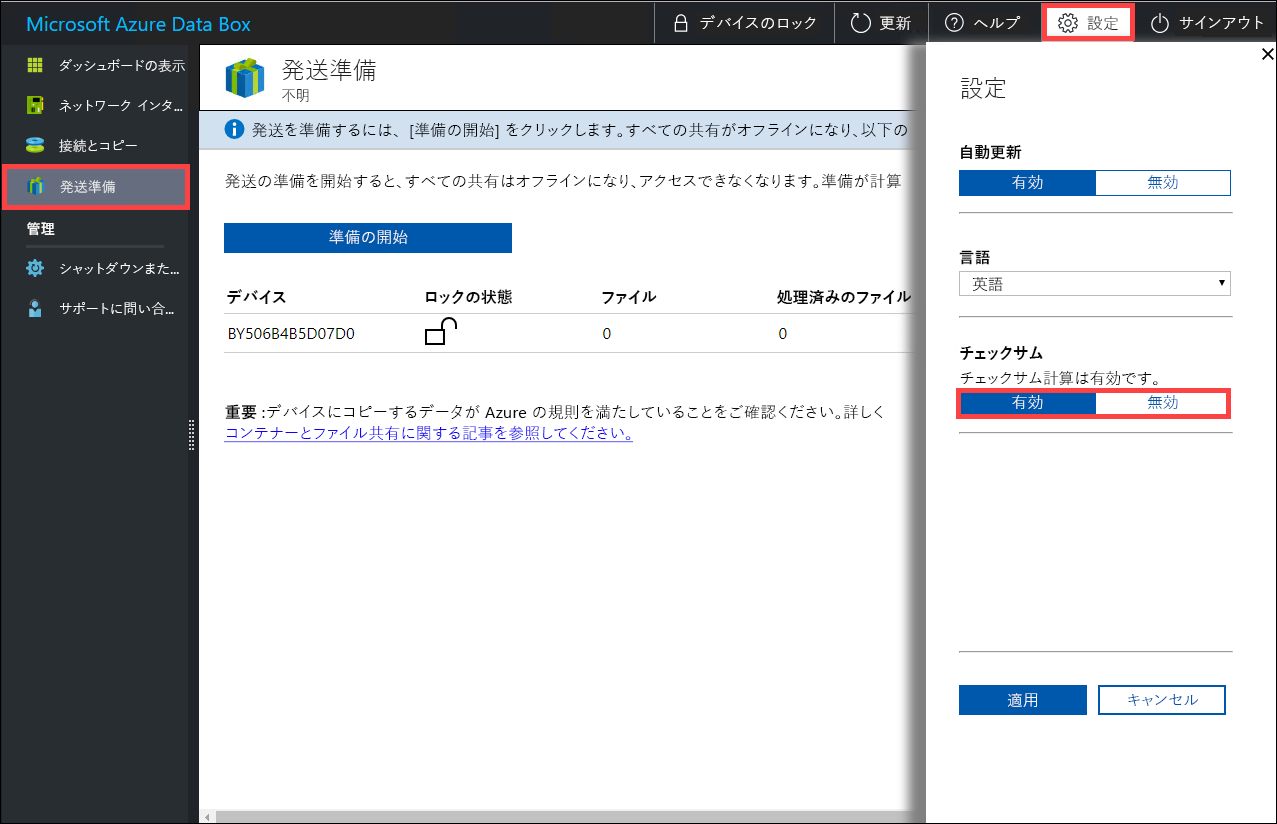 Microsoft Azure Data Box
デバイスのロック
更新
ヘルプ
設定
サインアウト
ダッシュボードの表示
ネットワーク インタ...
接続とコピー
発送準備
管理
シャットダウンまた...
サポートに問い合...
発送準備
不明
発送を準備するには、[準備の開始] をクリックします。すべての共有がオフラインになり、以下の
発送の準備を開始すると、すべての共有はオフラインになり、アクセスできなくなります。準備が計算
準備の開始
デバイス ロックの状態 ファイル 処理済みのファイル
BY506B4B5D07D0 0 0
重要 :デバイスにコピーするデータが Azure の規則を満たしていることをご確認ください。詳しく
コンテナーとファイル共有に関する記事を参照してください。
設定
自動更新
有効 無効
言語
英語
チェックサム
チェックサム計算は有効です。
有効 無効
適用 キャンセル